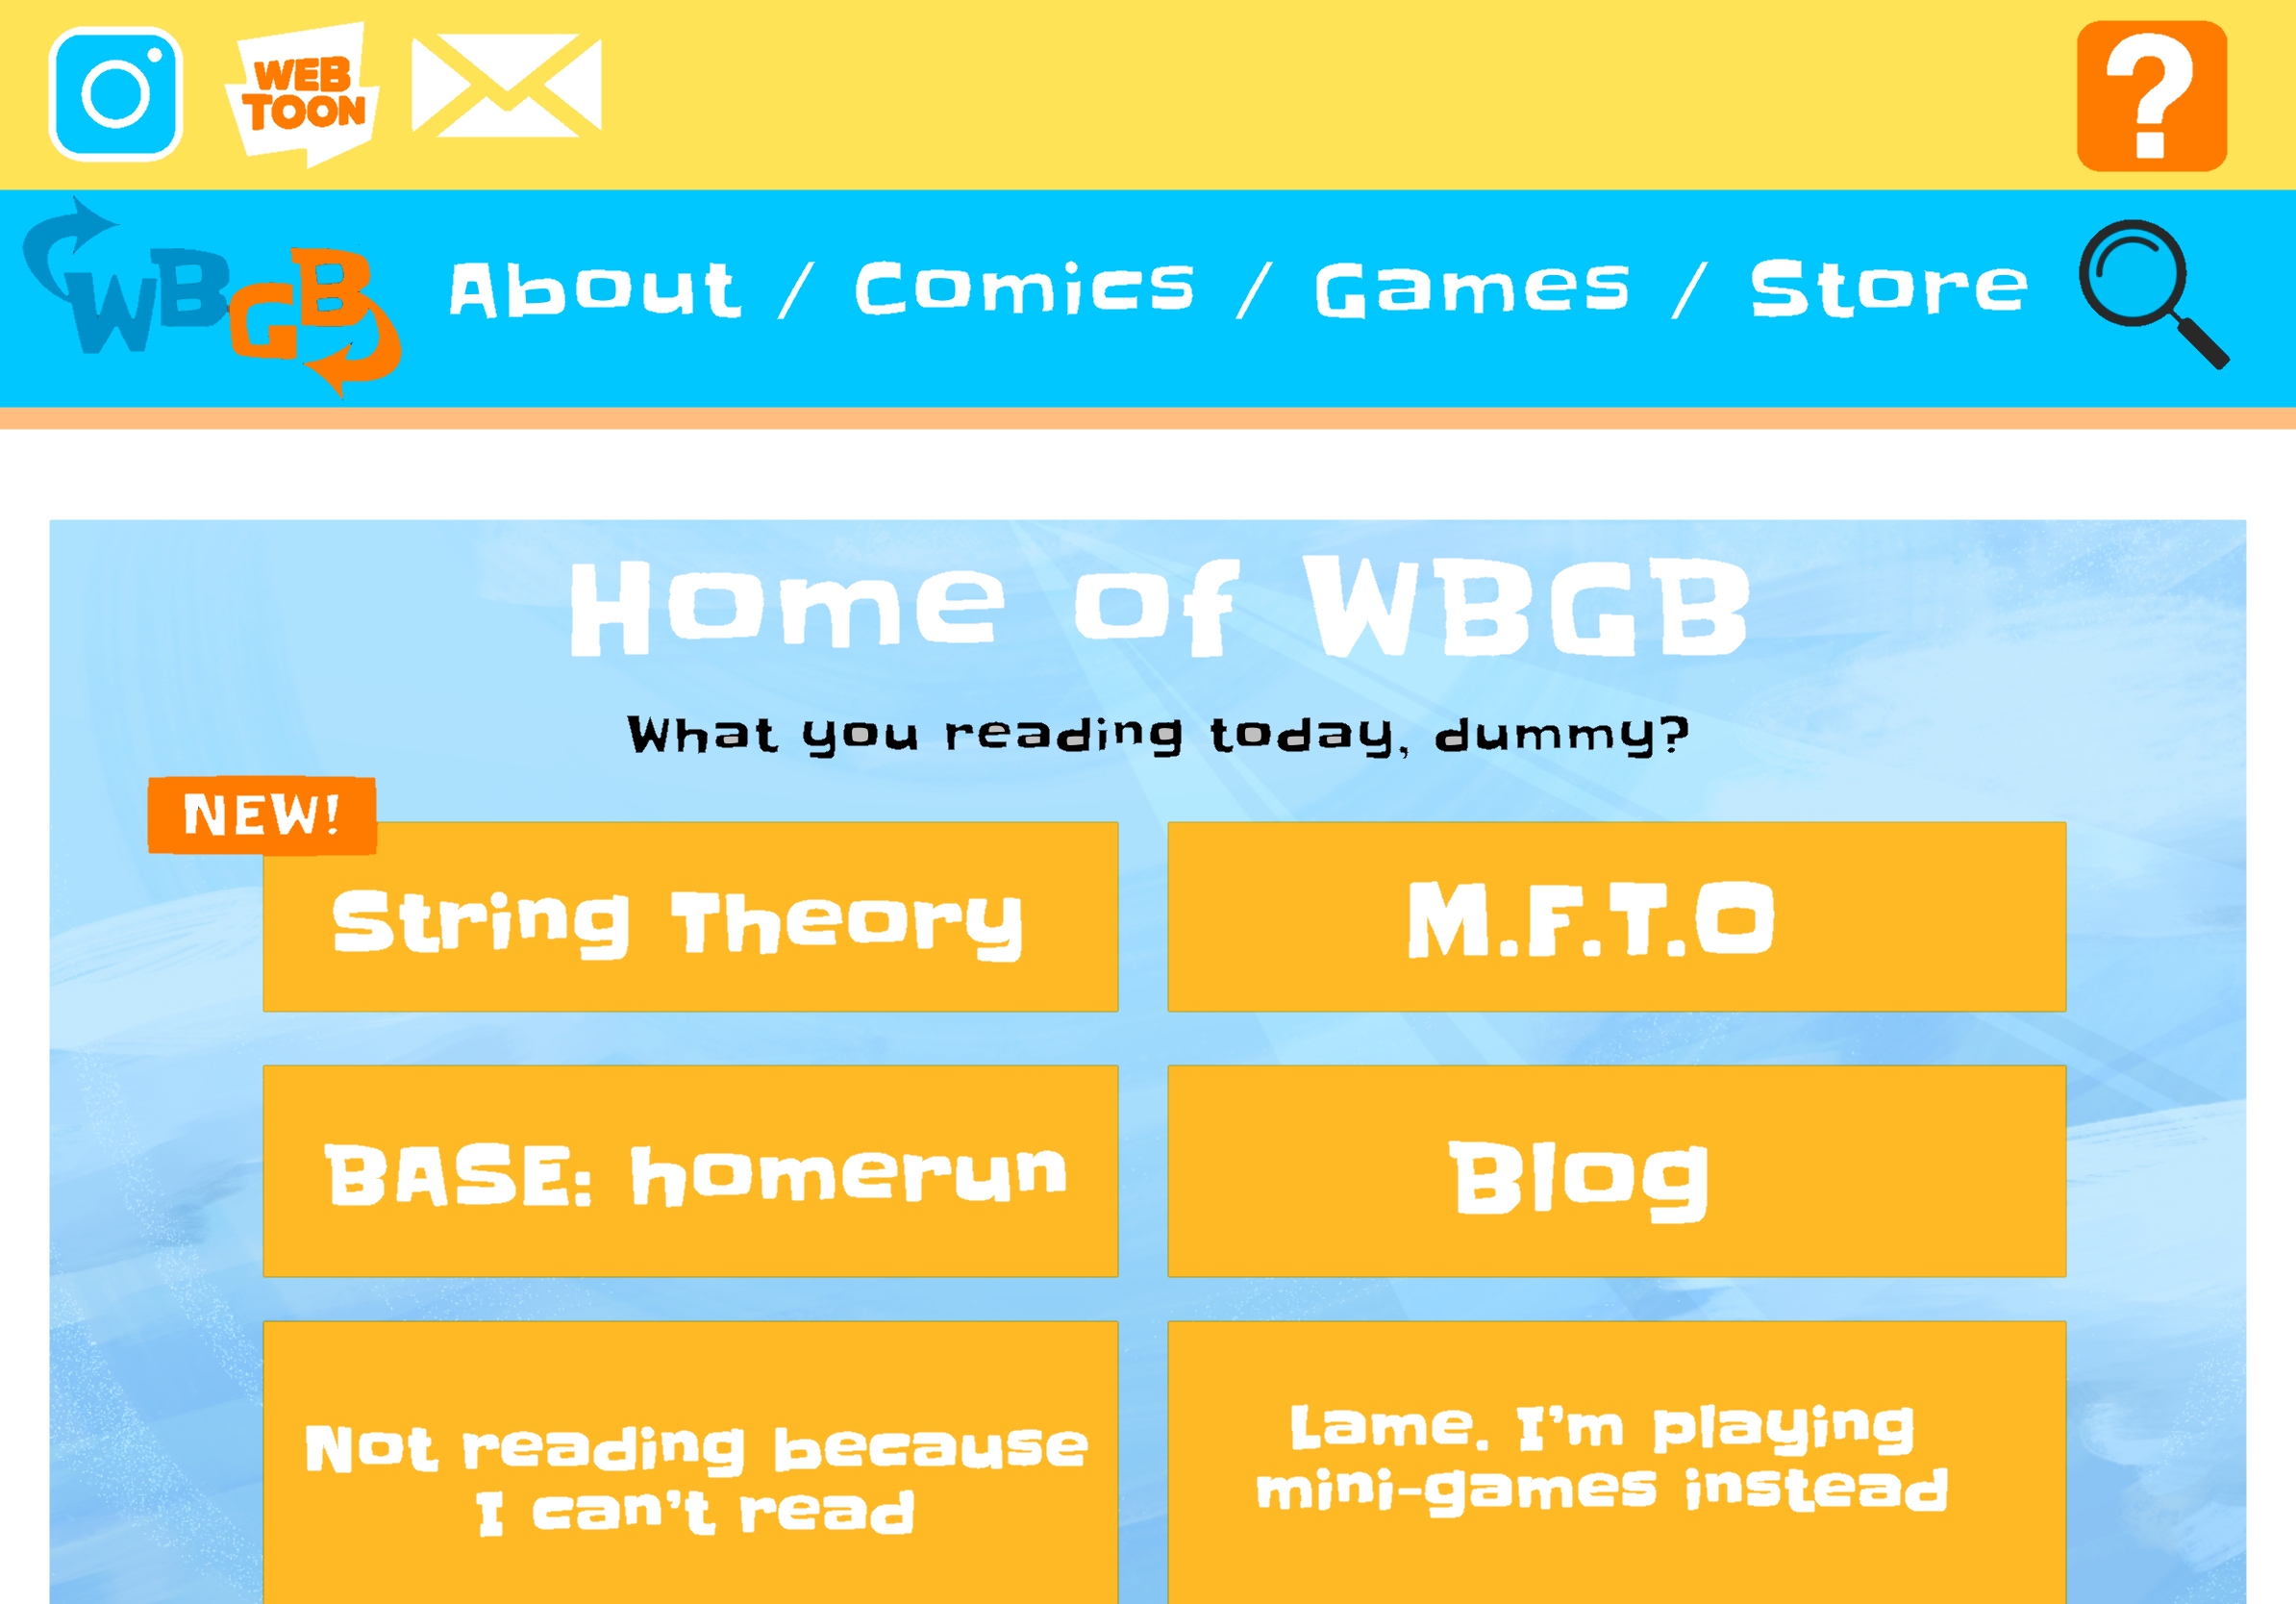 WEB
TOON
?
WBGB
About / Comics / Games / Store
Home of WBGB
What you reading today, dummy?
NEW!
String Theory
M.F.T.O
BASE: homerun
Blog
Not reading because
I can't read
Lame. I'm playing
mini-games instead